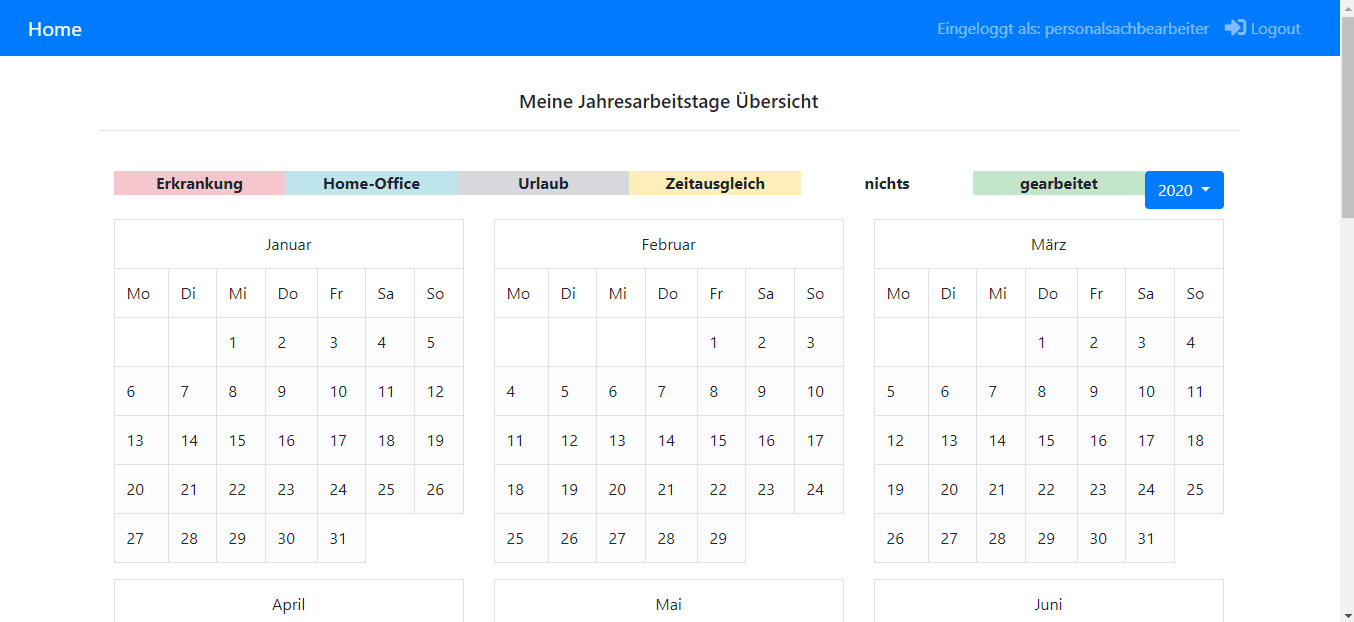 Home Eingeloggt als: personalsachbearbeiter Logout
Meine Jahresarbeitstage Übersicht
Erkrankung Home-Office Urlaub Zeitausgleich nichts gearbeitet 2020
Januar Februar März
Mo Di Mi Do Fr Sa So Mo Di Mi Do Fr Sa So Mo Di Mi Do Fr Sa So
1 2 3 4 5 1 2 3 1 2 3 4
6 7 8 9 10 11 12 4 5 6 7 8 9 10 5 6 7 8 9 10 11
13 14 15 16 17 18 19 11 12 13 14 15 16 17 12 13 14 15 16 17 18
20 21 22 23 24 25 26 18 19 20 21 22 23 24 19 20 21 22 23 24 25
27 28 29 30 31 25 26 27 28 29 26 27 28 29 30 31
April Mai Juni